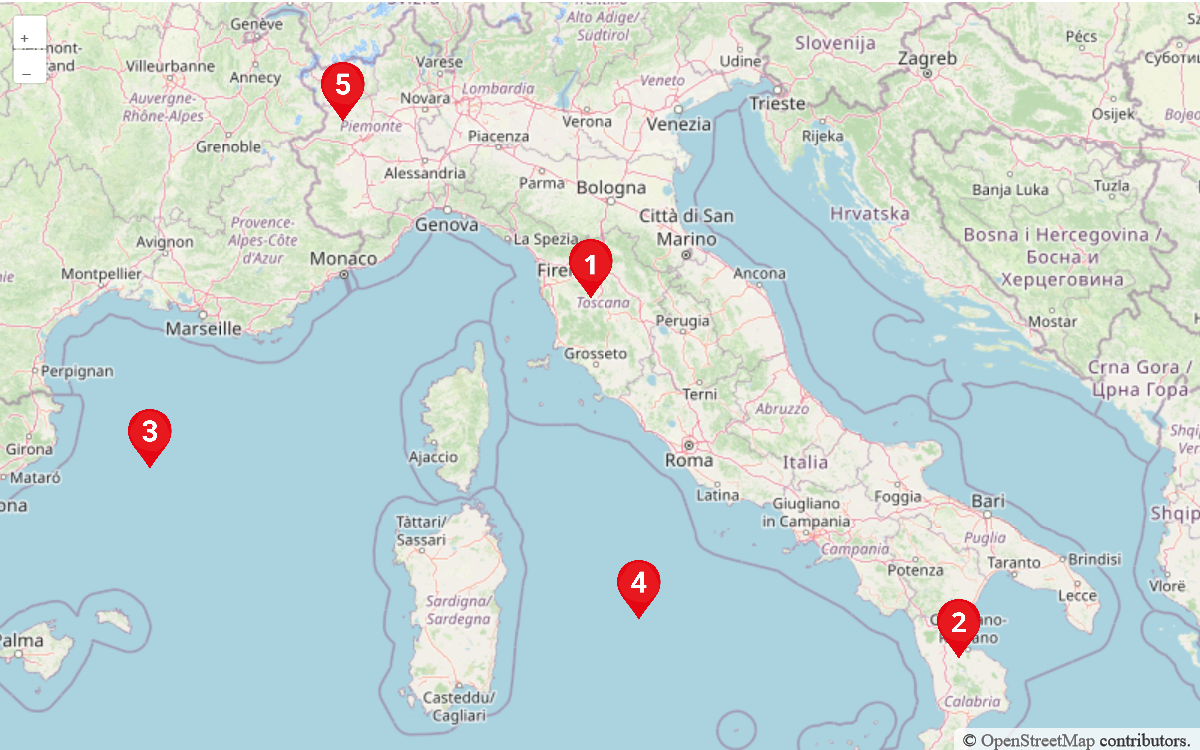 Genève
Alto Adige/
Südtirol
Slovenija
Pécs
Zagreb
Udine
Varese
Villeurbanne
Annecy
Veneto
Lombardia
Novara
Auvergne-
Rhône-Alpes
5
Piemonte
Trieste
Osijek
Verona
Venezia
Piacenza
Rijeka
Grenoble
Alessandria
Parma
Bologna
Banja Luka
Tuzla
Hrvatska
Città di San
Marino
Genova
Provence-
Alpes-Côte
d'Azur
Avignon
La Spezia
Bosna i Hercegovina /
Босна и
Херцеговина
Monaco
Montpellier
1
Toscana
Ancona
Marseille
Perugia
Mostar
Grosseto
Perpignan
Crna Gora /
Црна Гора
Terni
Abruzzo
3
Girona
Mataró
Ajaccio
Roma
Italia
Latina
Foggia
Bari
Giugliano
in Campania
Tàttari/
Sassari
Campania
Puglia
Potenza
Taranto
Brindisi
Lecce
Vlorë
4
Sardigna/
Sardegna
2
Palma
Casteddu/
Cagliari
Calabria
© OpenStreetMap contributors.